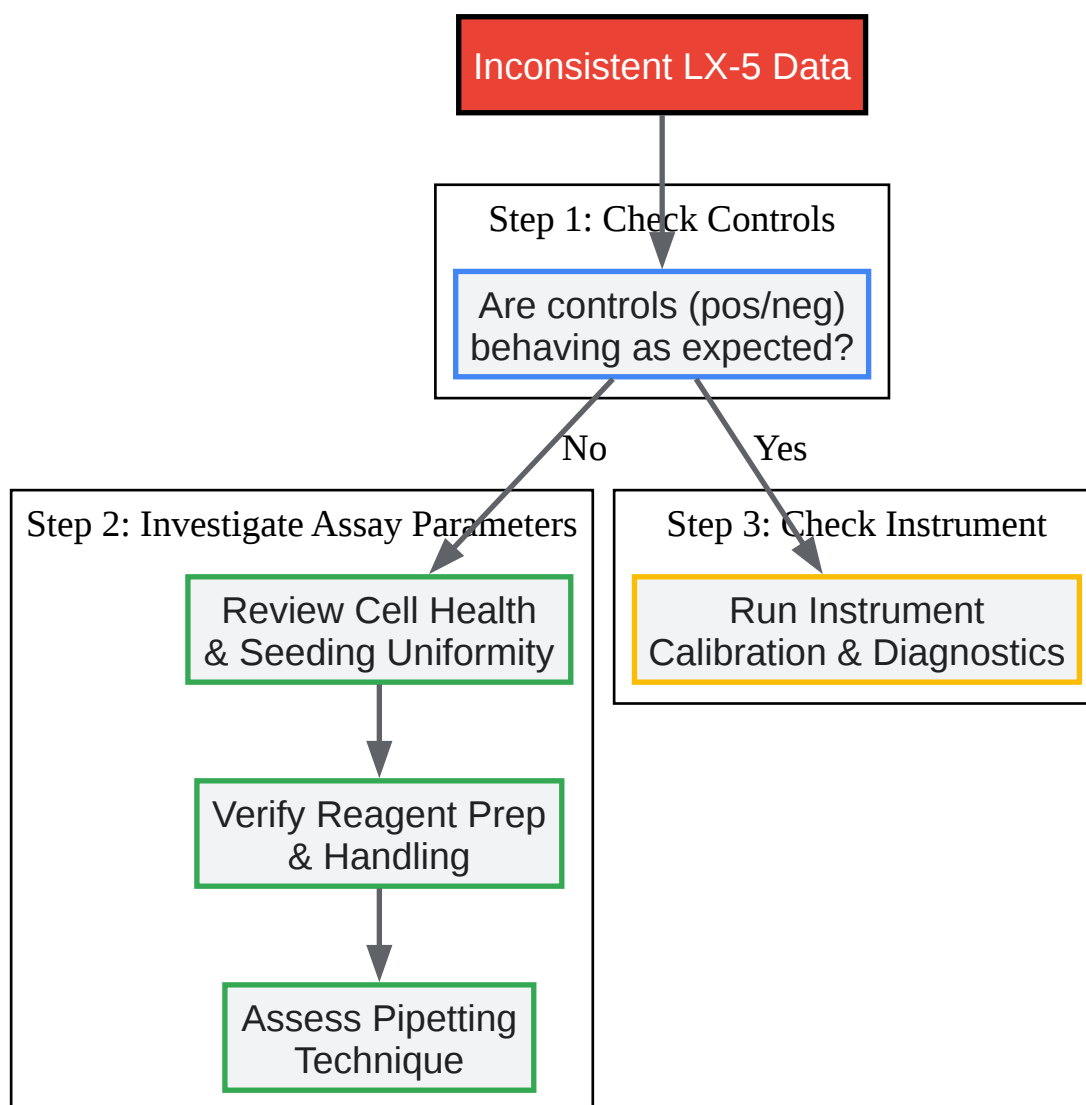 Inconsistent LX-5 Data
Step 1: Check Controls
Are controls (pos/neg)
behaving as expected?
No
Yes
Step 2: Investigate Assay Parameters
Review Cell Health
& Seeding Uniformity
Verify Reagent Prep
& Handling
Assess Pipetting
Technique
Step 3: Check Instrument
Run Instrument
Calibration & Diagnostics